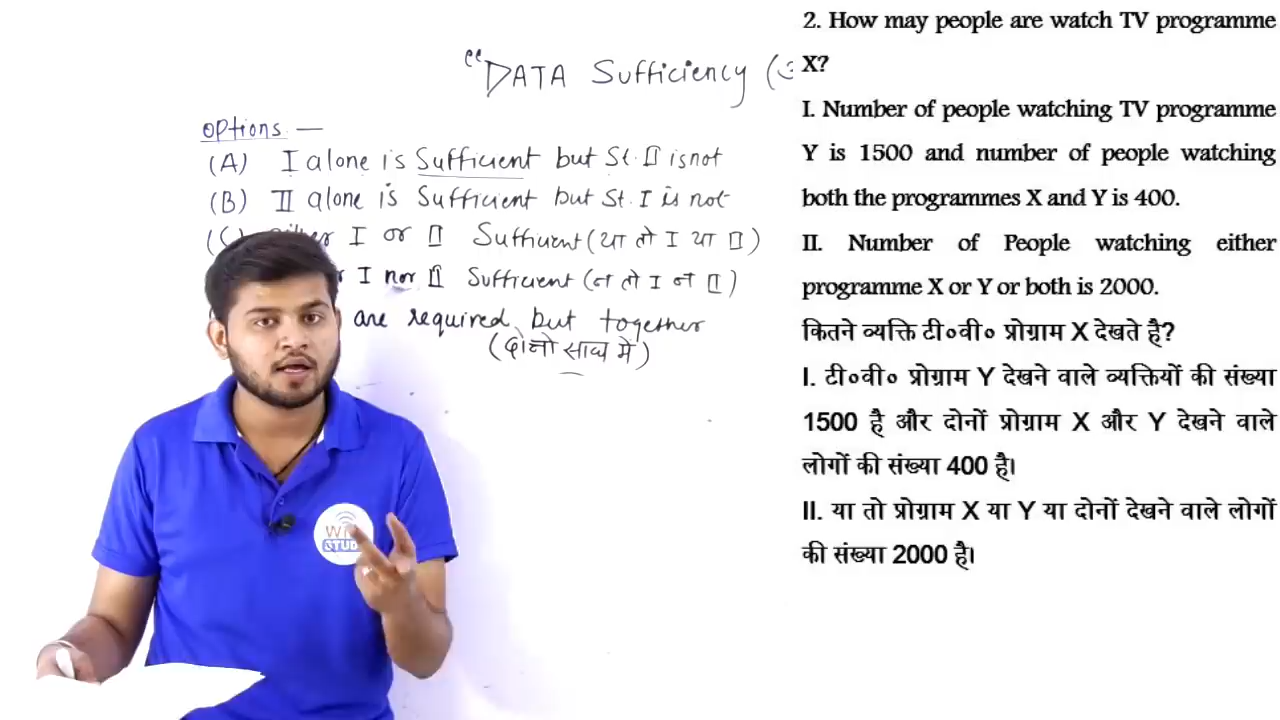 “DATA Sufficiency (
Options —
(A) I alone is Sufficient but St. II is not
(B) II alone is Sufficient but St. I is not
(C) I or II Sufficient (या तो I या II)
I nor II Sufficient (न तो I न II)
are required but together
(दोनो साथ में)
WiFi
STUDY
2. How may people are watch TV programme
X?
I. Number of people watching TV programme
Y is 1500 and number of people watching
both the programmes X and Y is 400.
II. Number of People watching either
programme X or Y or both is 2000.
कितने व्यक्ति टी०वी० प्रोग्राम X देखते है?
I. टी०वी० प्रोग्राम Y देखने वाले व्यक्तियों की संख्या
1500 है और दोनों प्रोग्राम X और Y देखने वाले
लोगों की संख्या 400 है।
II. या तो प्रोग्राम X या Y या दोनों देखने वाले लोगों
की संख्या 2000 है।